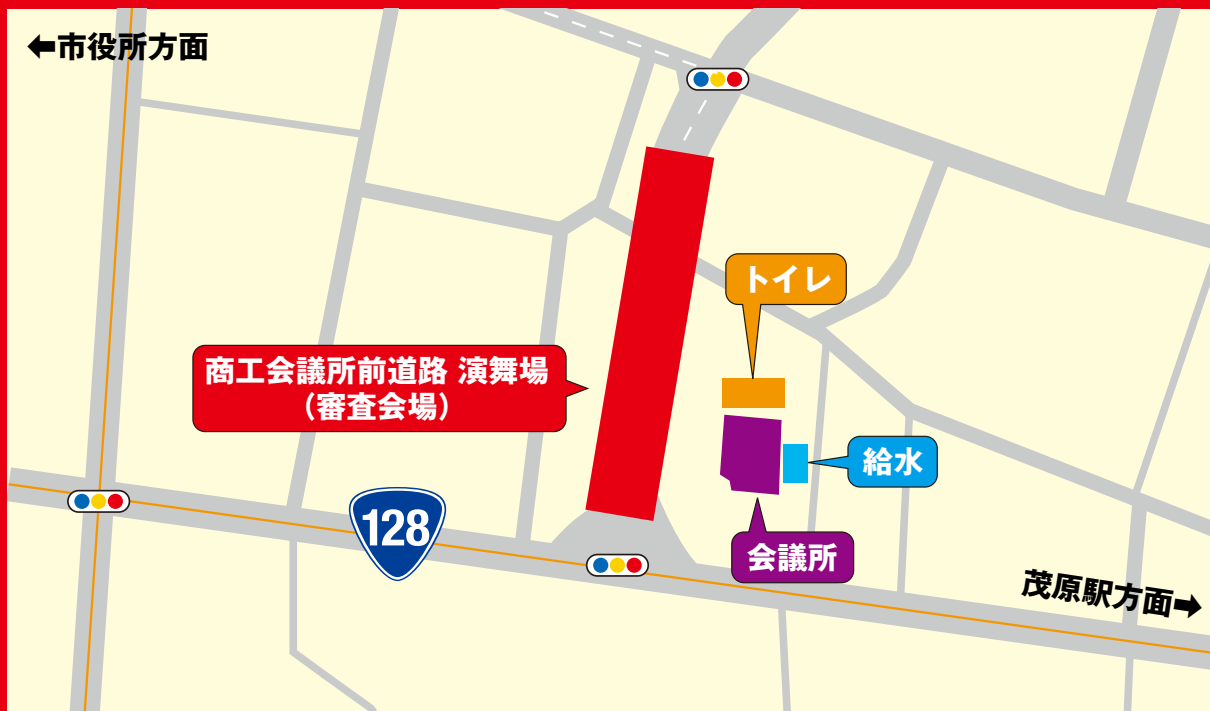 ←市役所方面
トイレ
商工会議所前道路 演舞場
（審査会場）
給水
128
会議所
茂原駅方面→